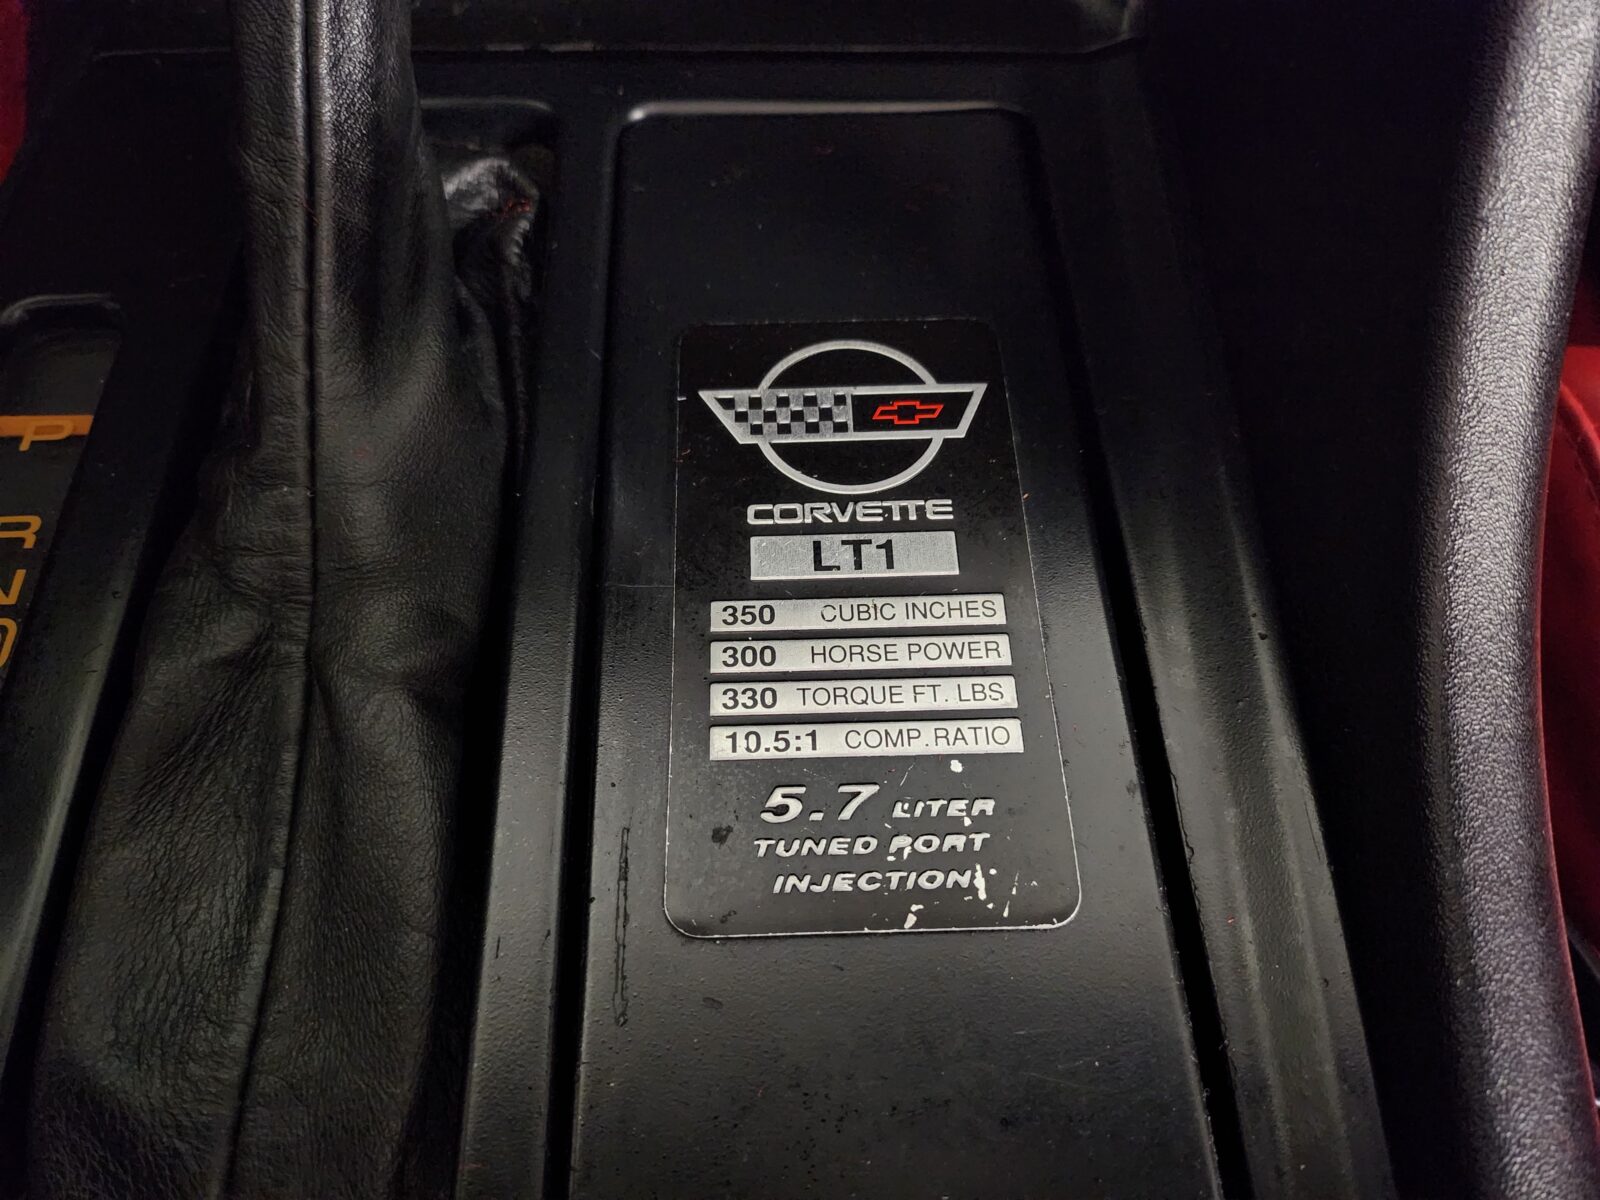 P
R
N
D
CORVETTE
LT1
350 CUBIC INCHES
300 HORSE POWER
330 TORQUE FT. LBS
10.5:1 COMP. RATIO
5.7 LITER
TUNED PORT
INJECTION